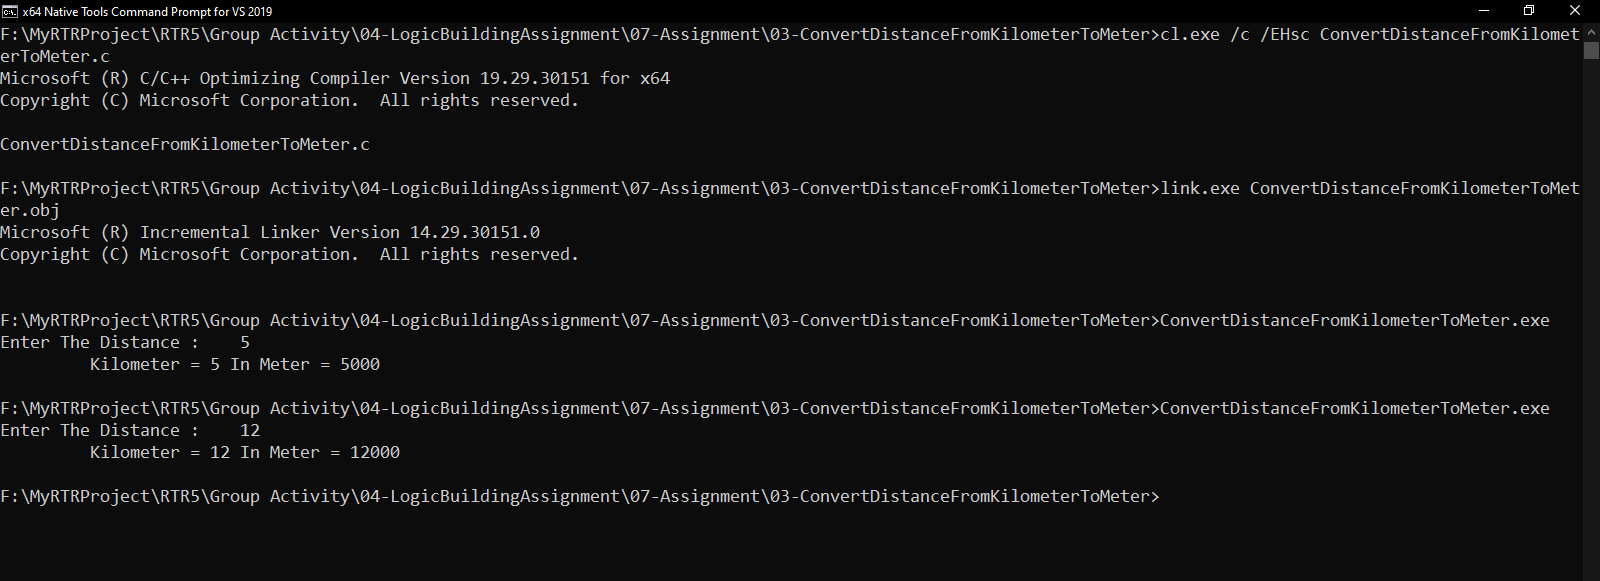 x64 Native Tools Command Prompt for VS 2019
F:\MyRTRProject\RTR5\Group Activity\04-LogicBuildingAssignment\07-Assignment\03-ConvertDistanceFromKilometerToMeter>cl.exe /c /EHsc ConvertDistanceFromKilomet
erToMeter.c
Microsoft (R) C/C++ Optimizing Compiler Version 19.29.30151 for x64
Copyright (C) Microsoft Corporation.  All rights reserved.

ConvertDistanceFromKilometerToMeter.c

F:\MyRTRProject\RTR5\Group Activity\04-LogicBuildingAssignment\07-Assignment\03-ConvertDistanceFromKilometerToMeter>link.exe ConvertDistanceFromKilometerToMet
er.obj
Microsoft (R) Incremental Linker Version 14.29.30151.0
Copyright (C) Microsoft Corporation.  All rights reserved.


F:\MyRTRProject\RTR5\Group Activity\04-LogicBuildingAssignment\07-Assignment\03-ConvertDistanceFromKilometerToMeter>ConvertDistanceFromKilometerToMeter.exe
Enter The Distance :    5
         Kilometer = 5 In Meter = 5000

F:\MyRTRProject\RTR5\Group Activity\04-LogicBuildingAssignment\07-Assignment\03-ConvertDistanceFromKilometerToMeter>ConvertDistanceFromKilometerToMeter.exe
Enter The Distance :    12
         Kilometer = 12 In Meter = 12000

F:\MyRTRProject\RTR5\Group Activity\04-LogicBuildingAssignment\07-Assignment\03-ConvertDistanceFromKilometerToMeter>